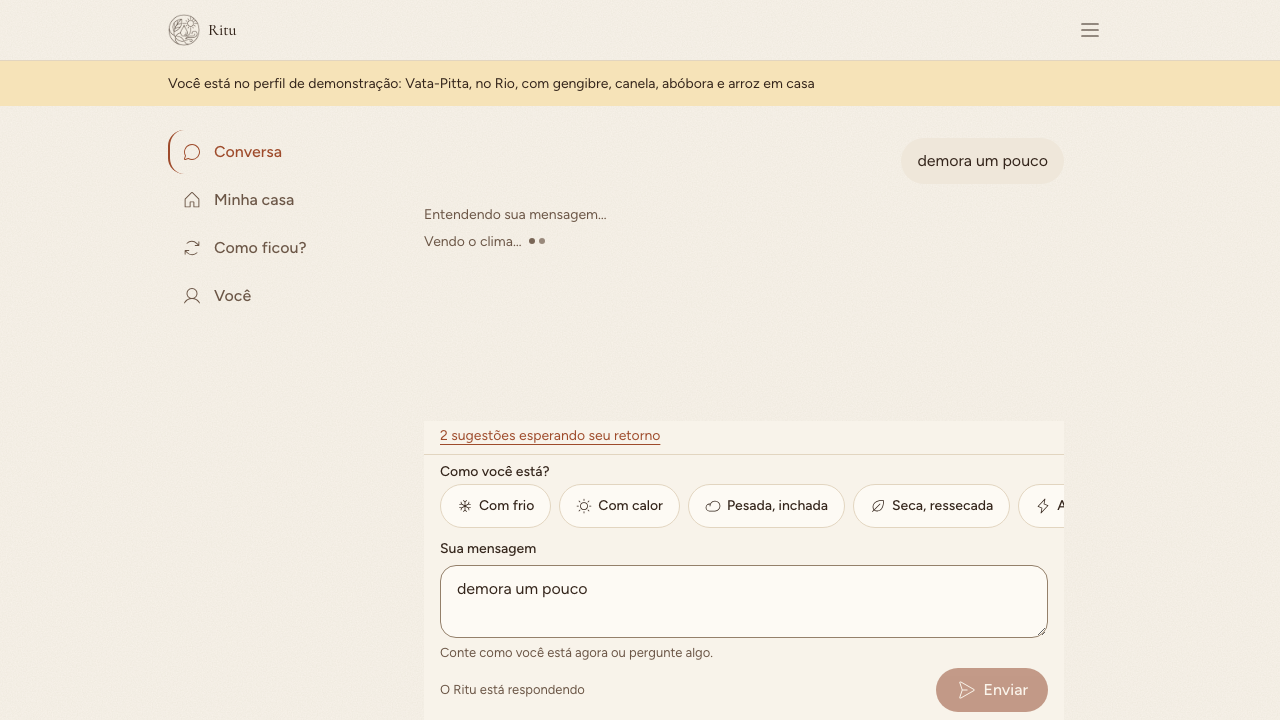 Ritu
Você está no perfil de demonstração: Vata-Pitta, no Rio, com gengibre, canela, abóbora e arroz em casa
Conversa
Minha casa
Como ficou?
Você
demora um pouco
Entendendo sua mensagem...
Vendo o clima...
2 sugestões esperando seu retorno
Como você está?
Com frio
Com calor
Pesada, inchada
Seca, ressecada
Sua mensagem
demora um pouco
Conte como você está agora ou pergunte algo.
O Ritu está respondendo
Enviar